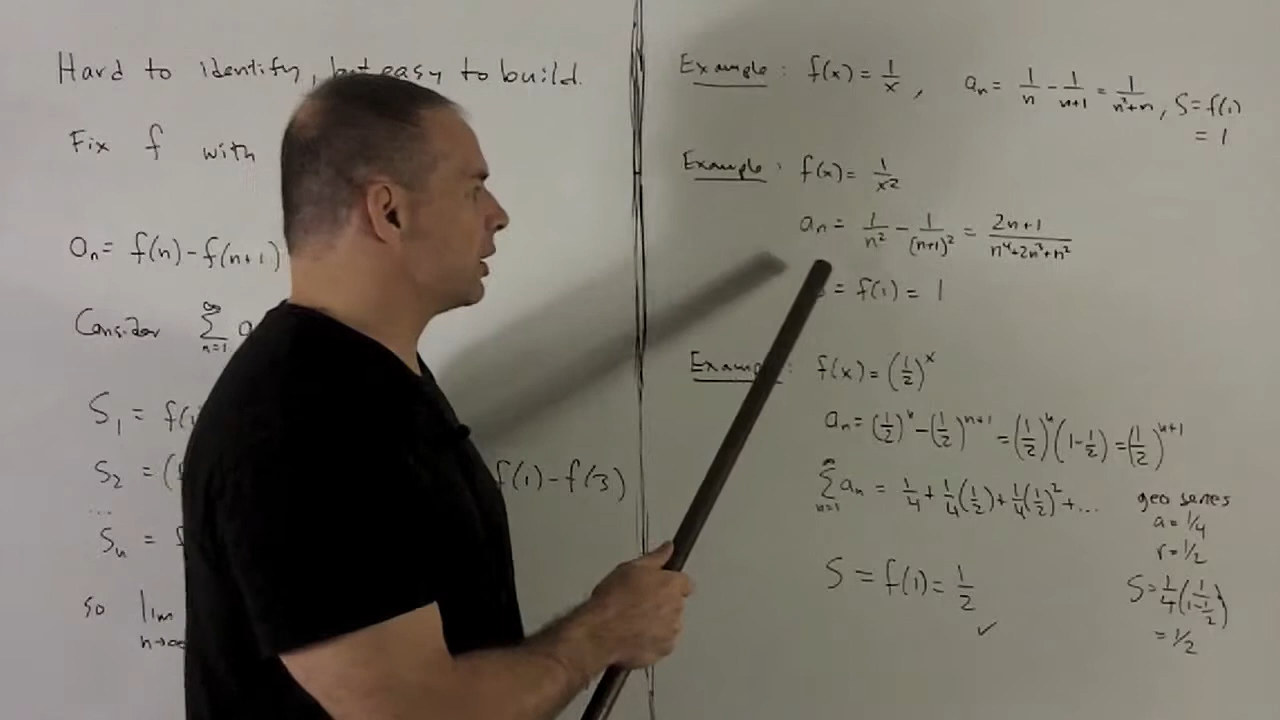 Hard to identify, but easy to build.
Fix f with
aₙ = f(n) - f(n+1)
Consider ∑_{n=1}^{∞} a
S₁ = f(
S₂ = ( f(1) - f(3)
...
Sₙ =
so lim_{n→∞}
Example: f(x) = 1/x, aₙ = 1/n - 1/(n+1) = 1/(n²+n), S = f(1)
= 1
Example: f(x) = 1/x²
aₙ = 1/n² - 1/(n+1)² = (2n+1)/(n⁴+2n³+n²)
= f(1) = 1
Example: f(x) = (1/2)^x
aₙ = (1/2)^n - (1/2)^{n+1} = (1/2)^n (1 - 1/2) = (1/2)^{n+1}
∑_{n=1}^{∞} aₙ = 1/4 + 1/4(1/2) + 1/4(1/2)² + ...
S = f(1) = 1/2 ✓
geo series
a = 1/4
r = 1/2
S = 1/4(1/(1-1/2))
= 1/2